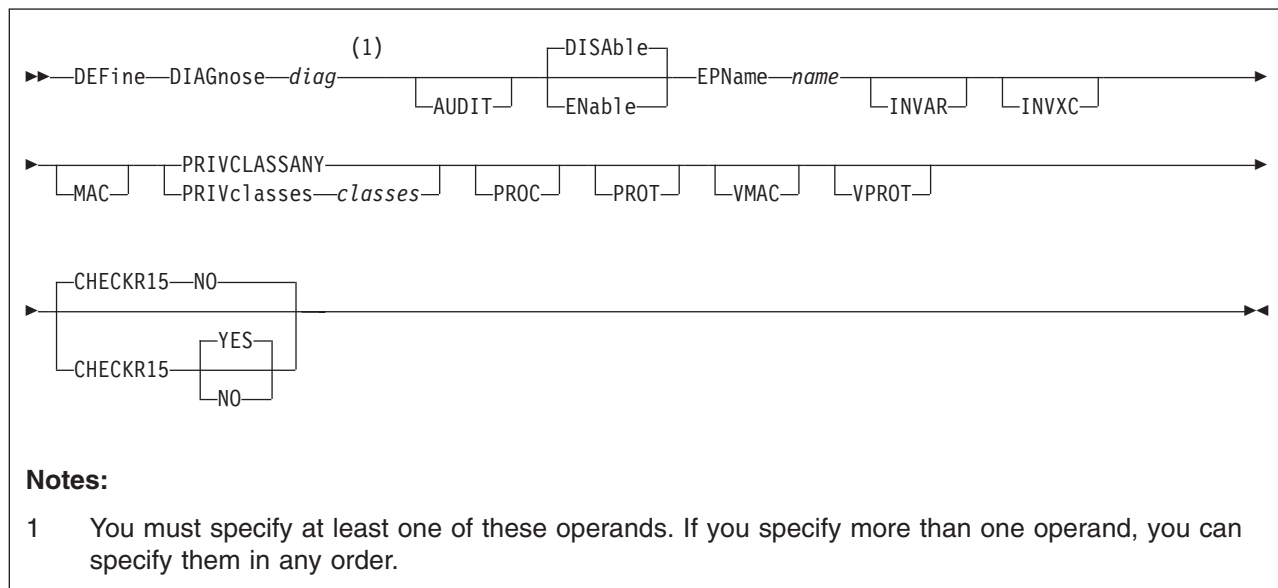 (1)
DISAble
DEFine DIAGnose diag EPName name
AUDIT ENable INVAR INVXC
PRIVCLASSANY
MAC PRIVclasses classes PROC PROT VMAC VPROT
CHECKR15 NO
YES
CHECKR15
NO
Notes:
1 You must specify at least one of these operands. If you specify more than one operand, you can
specify them in any order.